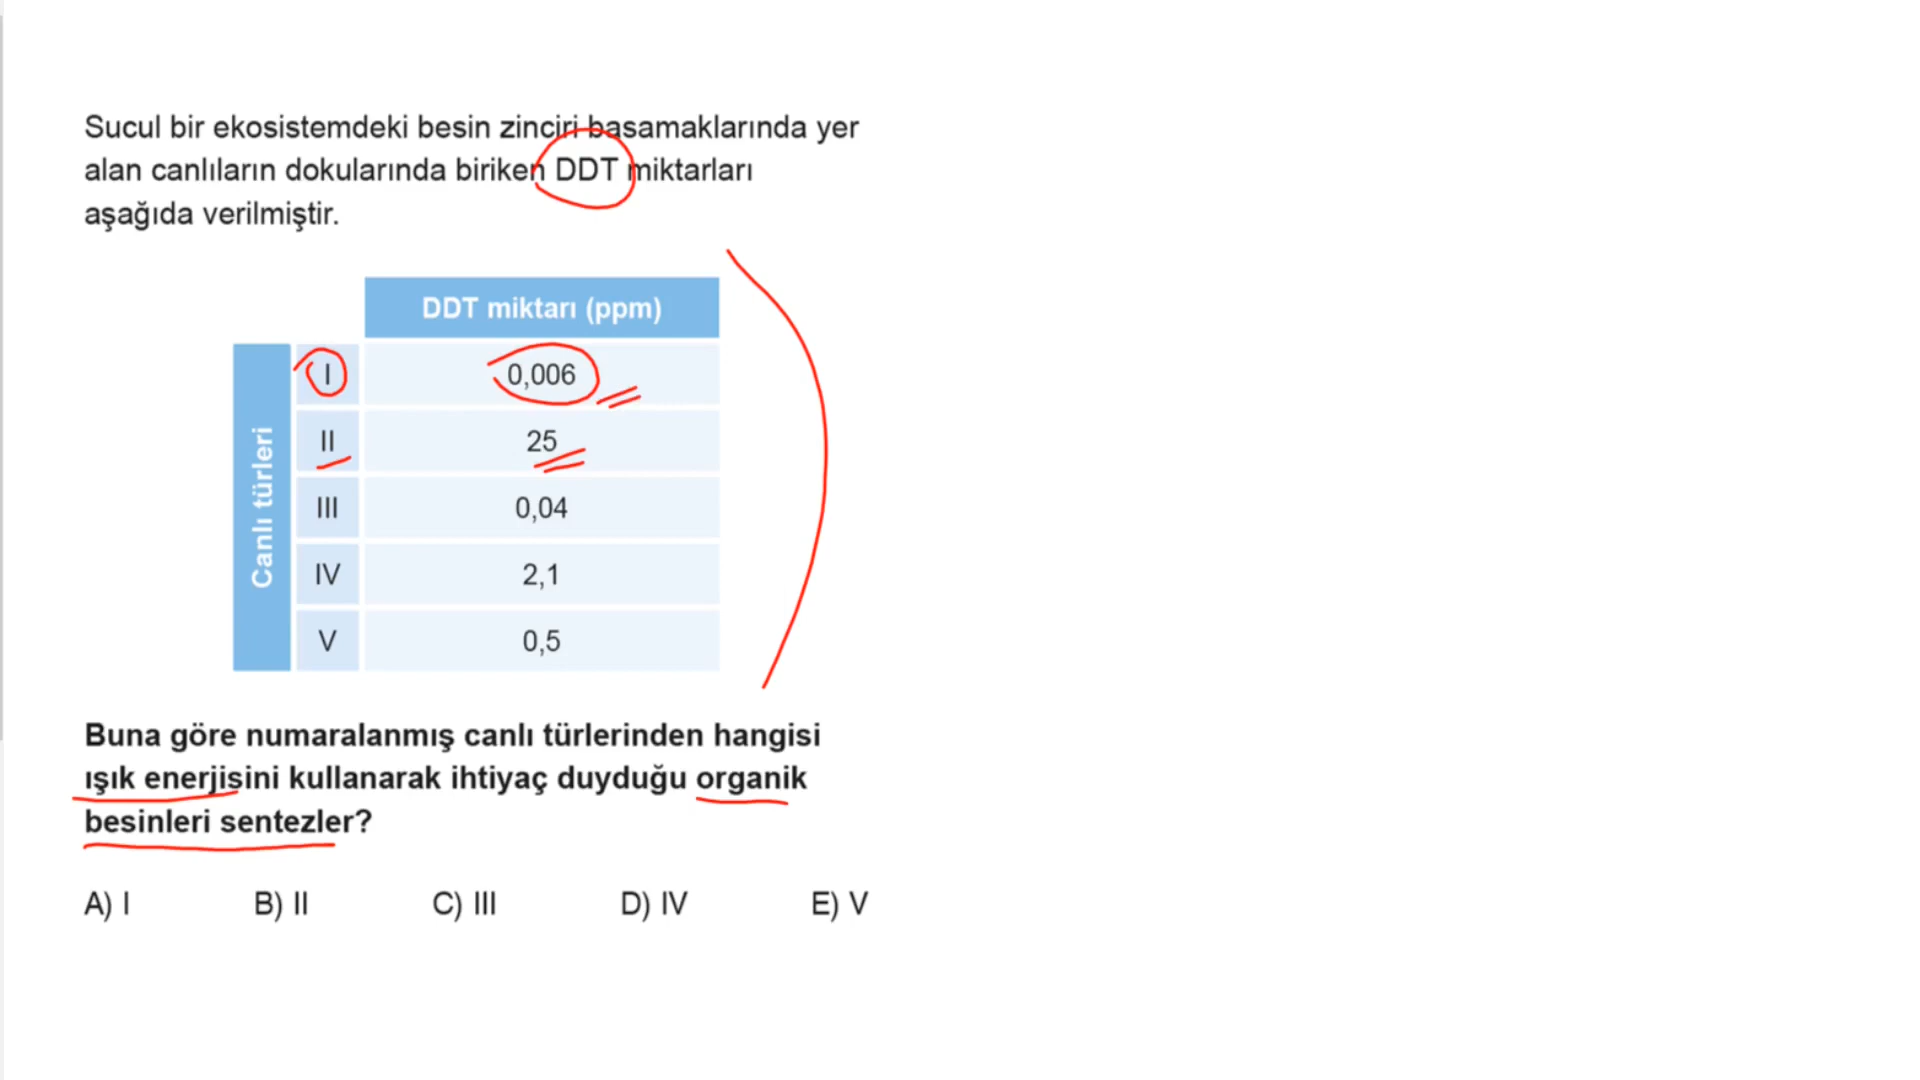 Sucul bir ekosistemdeki besin zinciri basamaklarında yer
alan canlıların dokularında biriken DDT miktarları
aşağıda verilmiştir.
DDT miktarı (ppm)
Canlı türleri
I 0,006
II 25
III 0,04
IV 2,1
V 0,5
Buna göre numaralanmış canlı türlerinden hangisi
ışık enerjisini kullanarak ihtiyaç duyduğu organik
besinleri sentezler?
A) I B) II C) III D) IV E) V